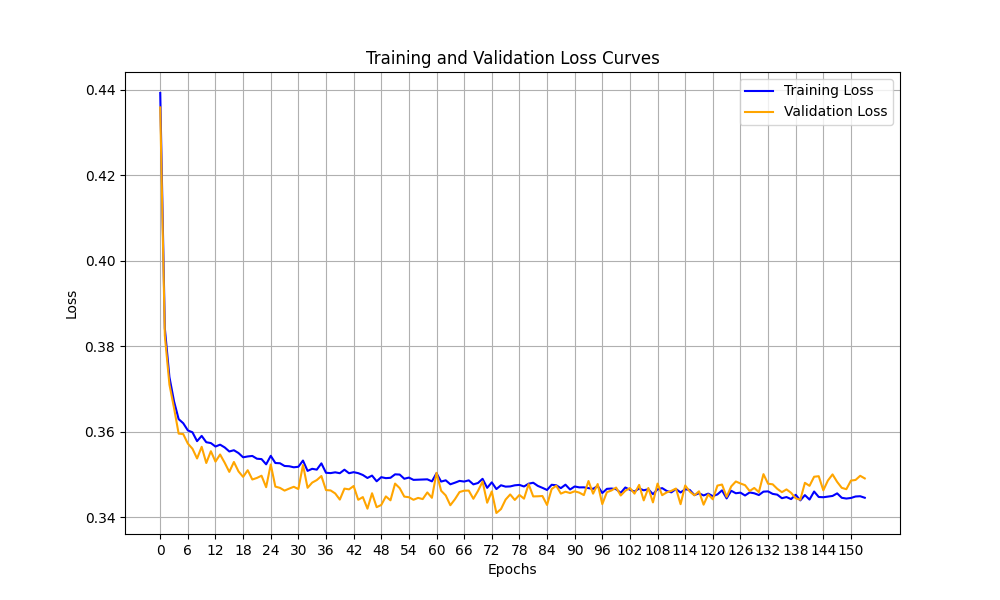 Training and Validation Loss Curves
Training Loss
Validation Loss
0.44
0.42
0.40
0.38
0.36
0.34
Loss
0 6 12 18 24 30 36 42 48 54 60 66 72 78 84 90 96 102 108 114 120 126 132 138 144 150
Epochs